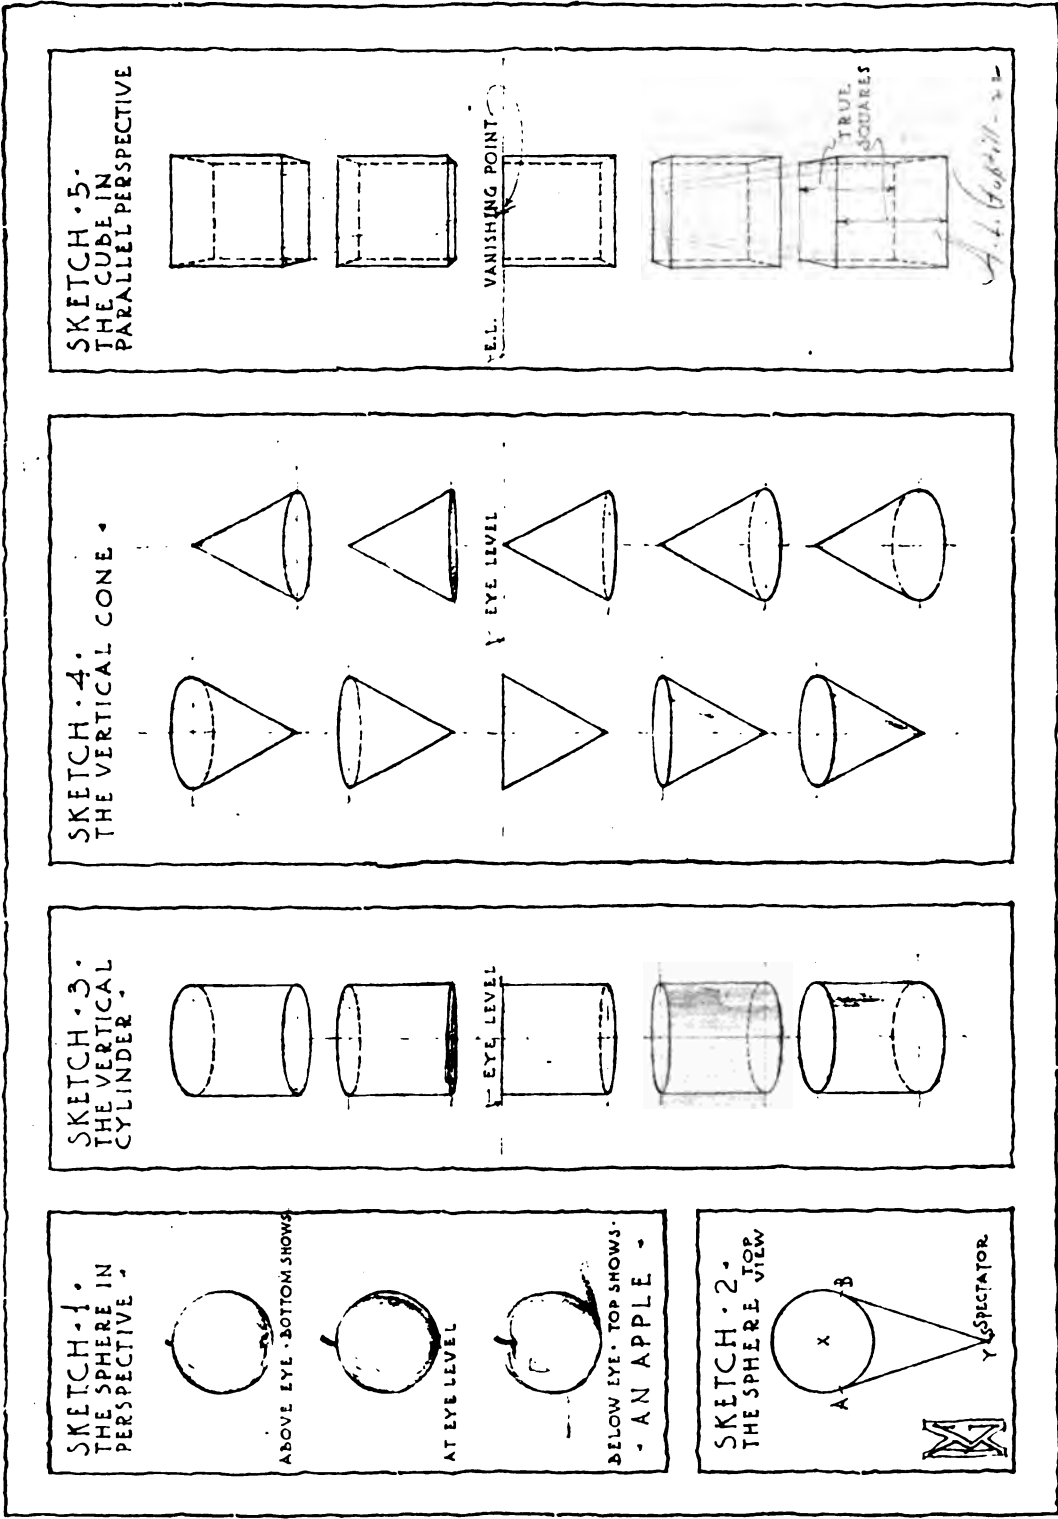 SKETCH·1·
THE SPHERE IN
PERSPECTIVE·
ABOVE EYE·BOTTOM SHOWS
AT EYE LEVEL
BELOW EYE·TOP SHOWS·
·AN APPLE·
SKETCH·2·
THE SPHERE TOP
VIEW
A
B
X
Y
SPECTATOR
SKETCH·3·
THE VERTICAL
CYLINDER·
EYE LEVEL
SKETCH·4·
THE VERTICAL CONE·
EYE LEVEL
SKETCH·5·
THE CUBE IN
PARALLEL PERSPECTIVE
E.L. VANISHING POINT
TRUE
SQUARES
A. L. Guptill-22-